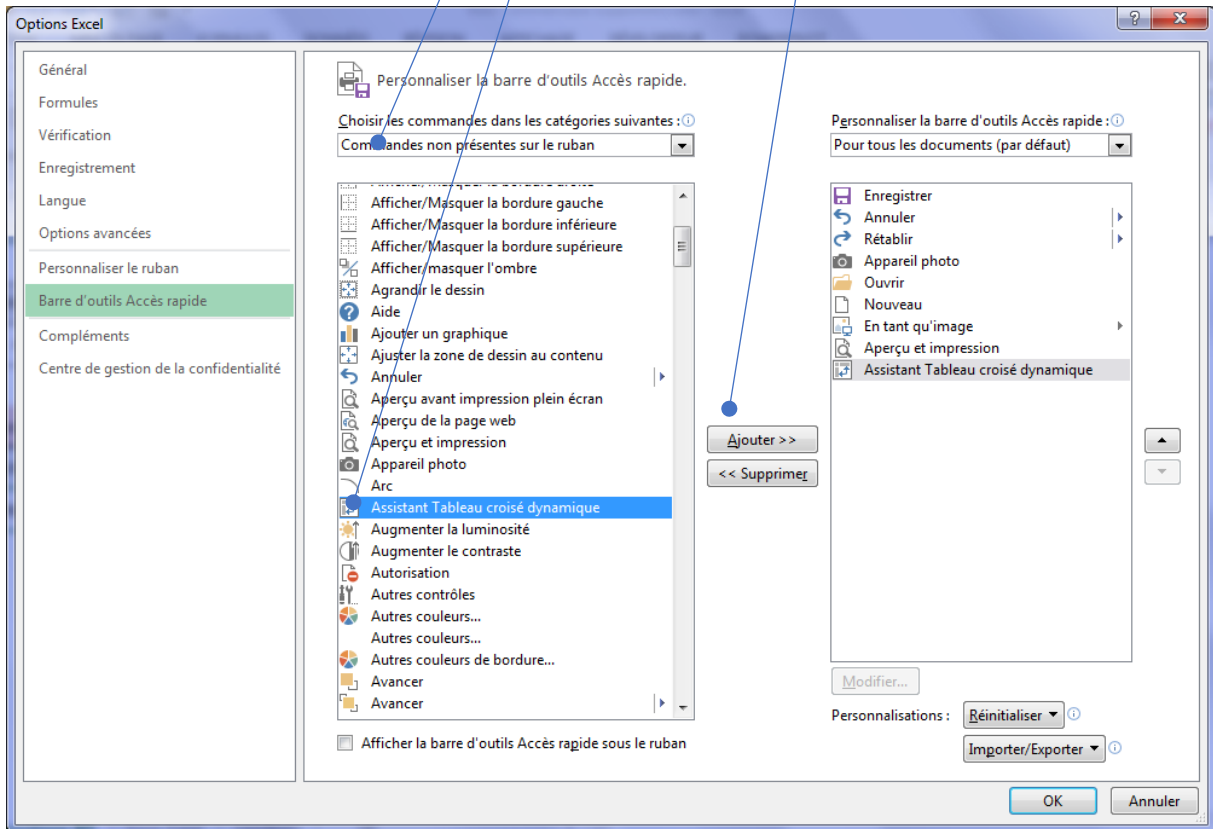 Options Excel
Général
Formules
Vérification
Enregistrement
Langue
Options avancées
Personnaliser le ruban
Barre d'outils Accès rapide
Compléments
Centre de gestion de la confidentialité
Personnaliser la barre d'outils Accès rapide.
Choisir les commandes dans les catégories suivantes :
Commandes non présentes sur le ruban
Afficher/Masquer la bordure droite
Afficher/Masquer la bordure gauche
Afficher/Masquer la bordure inférieure
Afficher/Masquer la bordure supérieure
Afficher/masquer l'ombre
Agrandir le dessin
Aide
Ajouter un graphique
Ajuster la zone de dessin au contenu
Annuler
Aperçu avant impression plein écran
Aperçu de la page web
Aperçu et impression
Appareil photo
Arc
Assistant Tableau croisé dynamique
Augmenter la luminosité
Augmenter le contraste
Autorisation
Autres contrôles
Autres couleurs...
Autres couleurs...
Autres couleurs de bordure...
Avancer
Avancer
Afficher la barre d'outils Accès rapide sous le ruban
Ajouter >>
<< Supprimer
Personnaliser la barre d'outils Accès rapide :
Pour tous les documents (par défaut)
Enregistrer
Annuler
Rétablir
Appareil photo
Ouvrir
Nouveau
En tant qu'image
Aperçu et impression
Assistant Tableau croisé dynamique
Modifier...
Personnalisations :
Réinitialiser
Importer/Exporter
OK
Annuler